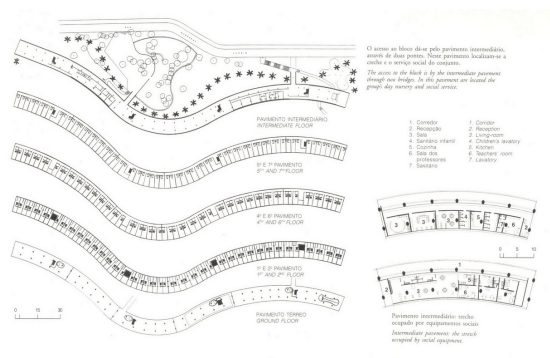 O acesso ao bloco dá-se pelo pavimento intermediário,
através de duas pontes. Neste pavimento localizam-se a
creche e o serviço social do conjunto.
The access to the block is by the intermediate pavement
through two bridges. In this pavement are located the
group's day nursery and social service.
PAVIMENTO INTERMEDIÁRIO
INTERMEDIATE FLOOR
5º E 7º PAVIMENTO
5TH AND 7TH FLOOR
4º E 6º PAVIMENTO
4TH AND 6TH FLOOR
1º E 2º PAVIMENTO
1ST AND 2ND FLOOR
PAVIMENTO TÉRREO
GROUND FLOOR
0 15 30
1. Corredor
2. Recepção
3. Sala
4. Sanitário infantil
5. Cozinha
6. Sala dos
professores
7. Sanitário
1. Corridor
2. Reception
3. Living-room
4. Children's lavatory
5. Kitchen
6. Teachers' room
7. Lavatory
0 5 10
Pavimento intermediário: trecho
ocupado por equipamentos sociais
Intermediate pavement: the stretch
occupied by social equipment.